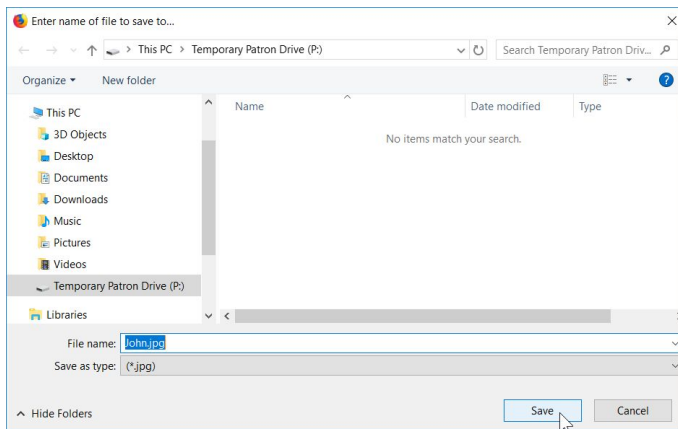 Enter name of file to save to...
This PC > Temporary Patron Drive (P:)
Search Temporary Patron Driv...
Organize
New folder
?
Name
Date modified
Type
No items match your search.
This PC
3D Objects
Desktop
Documents
Downloads
Music
Pictures
Videos
Temporary Patron Drive (P:)
Libraries
File name: John.jpg
Save as type: (*.jpg)
Hide Folders
Save
Cancel